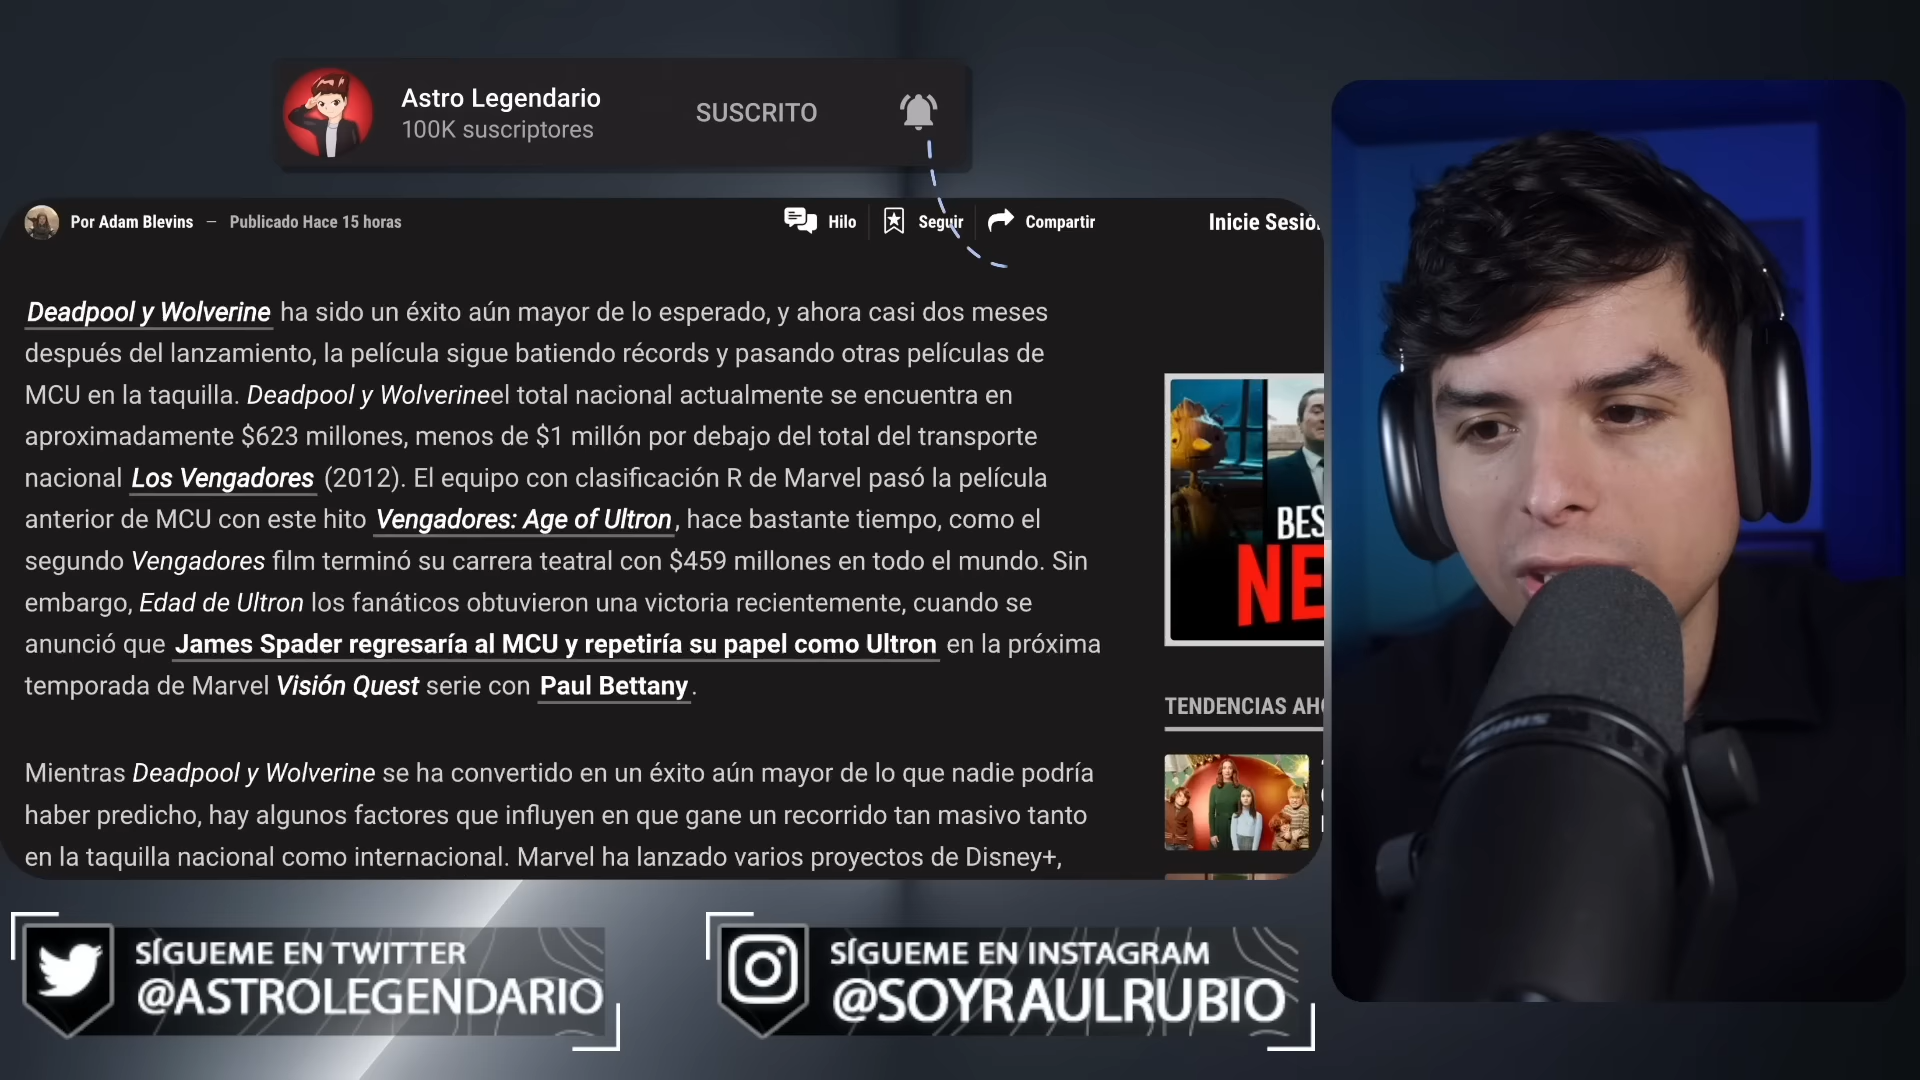 Astro Legendario
100K suscriptores
SUSCRITO
Por Adam Blevins — Publicado Hace 15 horas
Hilo
Seguir
Compartir
Inicie Sesió
Deadpool y Wolverine ha sido un éxito aún mayor de lo esperado, y ahora casi dos meses
después del lanzamiento, la película sigue batiendo récords y pasando otras películas de
MCU en la taquilla. Deadpool y Wolverineel total nacional actualmente se encuentra en
aproximadamente $623 millones, menos de $1 millón por debajo del total del transporte
nacional Los Vengadores (2012). El equipo con clasificación R de Marvel pasó la película
anterior de MCU con este hito Vengadores: Age of Ultron, hace bastante tiempo, como el
segundo Vengadores film terminó su carrera teatral con $459 millones en todo el mundo. Sin
embargo, Edad de Ultron los fanáticos obtuvieron una victoria recientemente, cuando se
anunció que James Spader regresaría al MCU y repetiría su papel como Ultron en la próxima
temporada de Marvel Visión Quest serie con Paul Bettany.
Mientras Deadpool y Wolverine se ha convertido en un éxito aún mayor de lo que nadie podría
haber predicho, hay algunos factores que influyen en que gane un recorrido tan masivo tanto
en la taquilla nacional como internacional. Marvel ha lanzado varios proyectos de Disney+,
BES
NE
TENDENCIAS AH
SÍGUEME EN TWITTER
@ASTROLEGENDARIO
SÍGUEME EN INSTAGRAM
@SOYRAULRUBIO